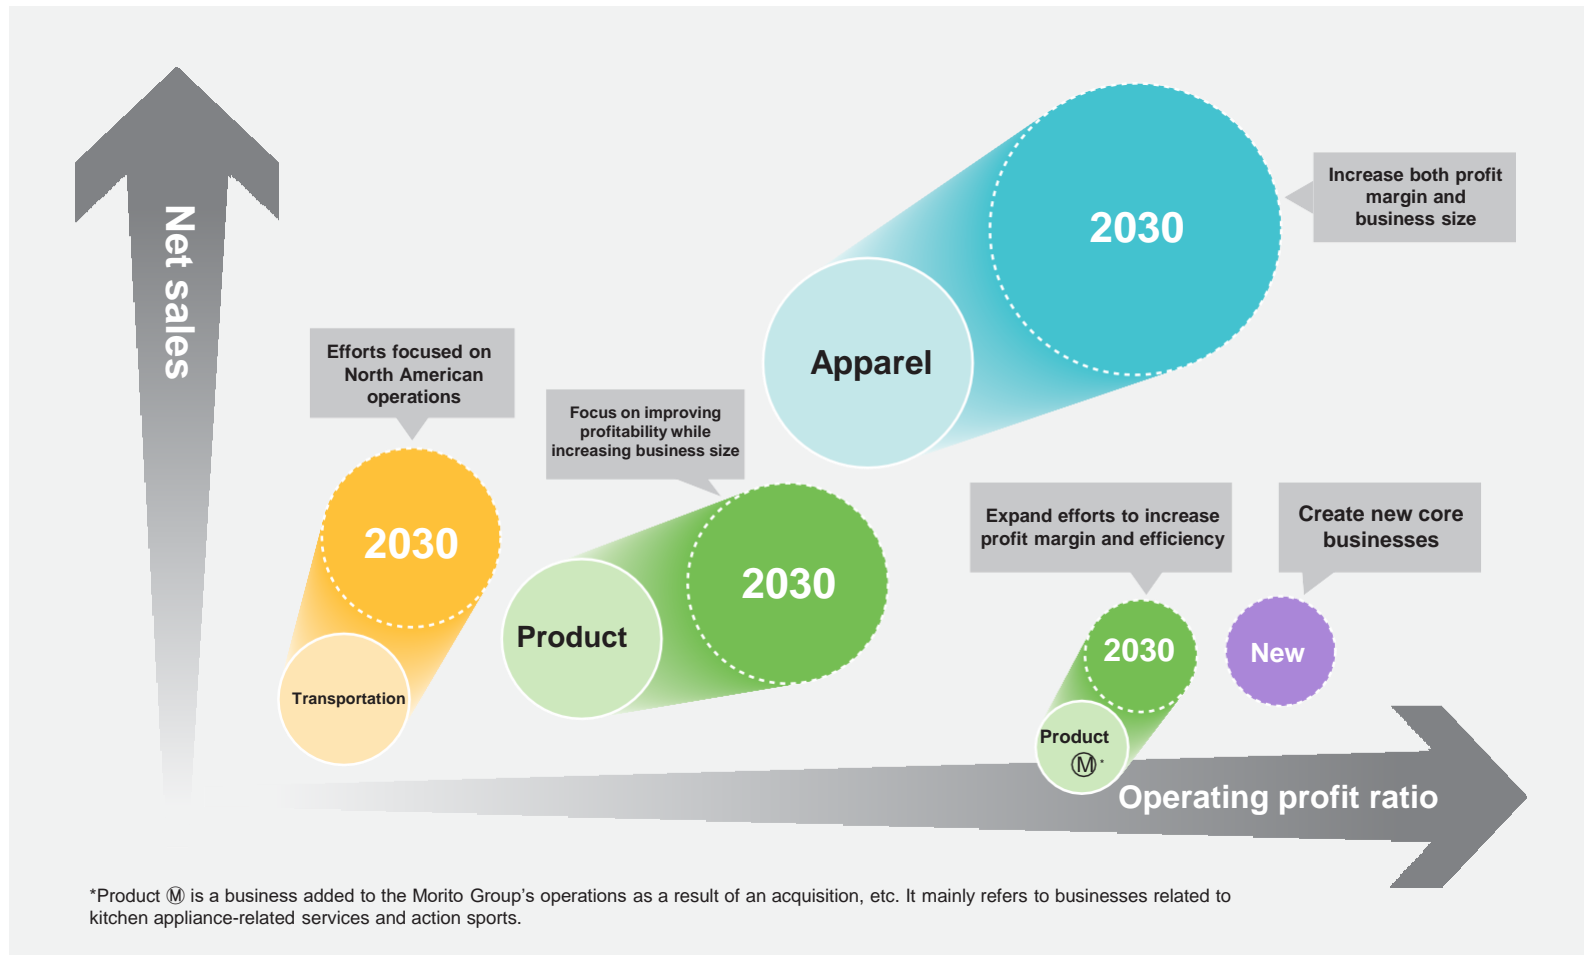 Net sales
2030
Increase both profit
margin and
business size
Apparel
Efforts focused on
North American
operations
2030
Transportation
Focus on improving
profitability while
increasing business size
2030
Product
Expand efforts to increase
profit margin and efficiency
2030
Product
Ⓜ*
Create new core
businesses
New
Operating profit ratio
*Product Ⓜ is a business added to the Morito Group’s operations as a result of an acquisition, etc. It mainly refers to businesses related to
kitchen appliance-related services and action sports.